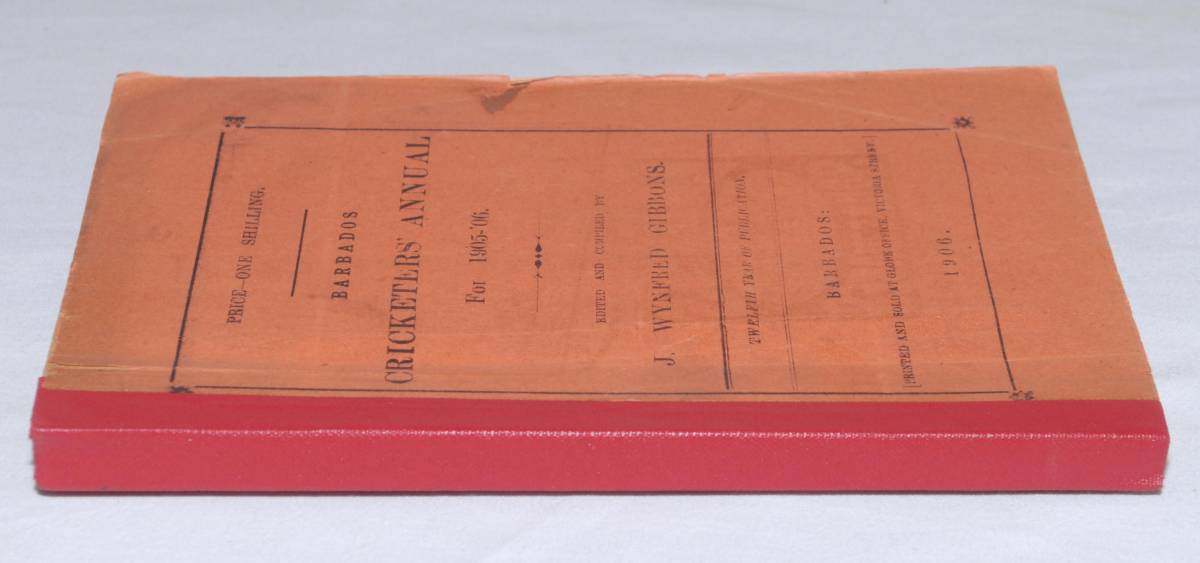 PRICE—ONE SHILLING.
BARBADOS
CRICKETERS' ANNUAL
For 1905-'06.
EDITED AND COMPILED BY
J. WYNFRED GIBBONS.
TWELFTH YEAR OF PUBLICATION.
BARBADOS:
[PRINTED AND SOLD AT GLOBE OFFICE, VICTORIA STREET.]
1906.